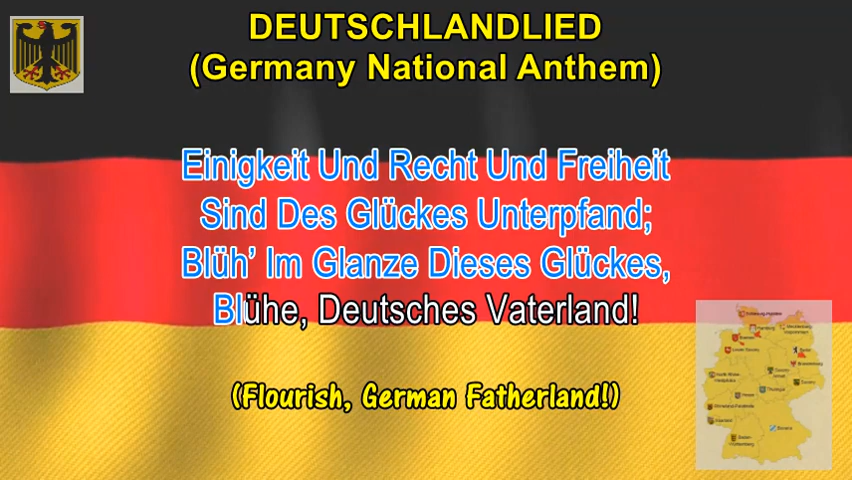 DEUTSCHLANDLIED
(Germany National Anthem)
Einigkeit Und Recht Und Freiheit
Sind Des Glückes Unterpfand;
Blüh’ Im Glanze Dieses Glückes,
Blühe, Deutsches Vaterland!
(Flourish, German Fatherland!)